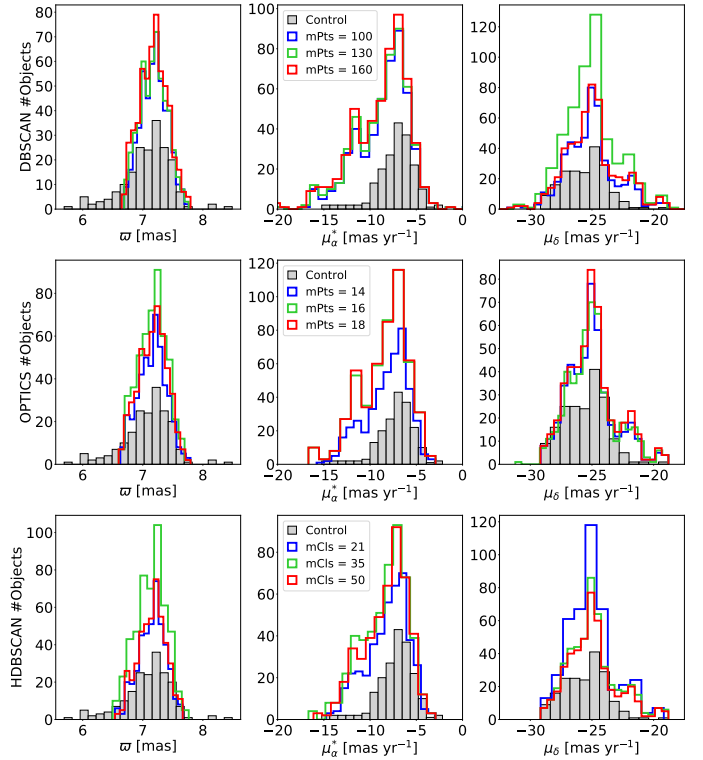 DBSCAN #Objects
0 10 20 30 40 50 60 70 80
6 7 8
ϖ [mas]
0 20 40 60 80 100
−20 −15 −10 −5 0
μ*α [mas yr⁻¹]
Control
mPts = 100
mPts = 130
mPts = 160
0 20 40 60 80 100 120
−30 −25 −20
μδ [mas yr⁻¹]
OPTICS #Objects
0 20 40 60 80
6 7 8
ϖ [mas]
0 20 40 60 80 100 120
−20 −15 −10 −5 0
μ*α [mas yr⁻¹]
Control
mPts = 14
mPts = 16
mPts = 18
0 10 20 30 40 50 60 70 80
−30 −25 −20
μδ [mas yr⁻¹]
HDBSCAN #Objects
0 20 40 60 80 100
6 7 8
ϖ [mas]
0 20 40 60 80
−20 −15 −10 −5 0
μ*α [mas yr⁻¹]
Control
mCls = 21
mCls = 35
mCls = 50
0 20 40 60 80 100 120
−30 −25 −20
μδ [mas yr⁻¹]